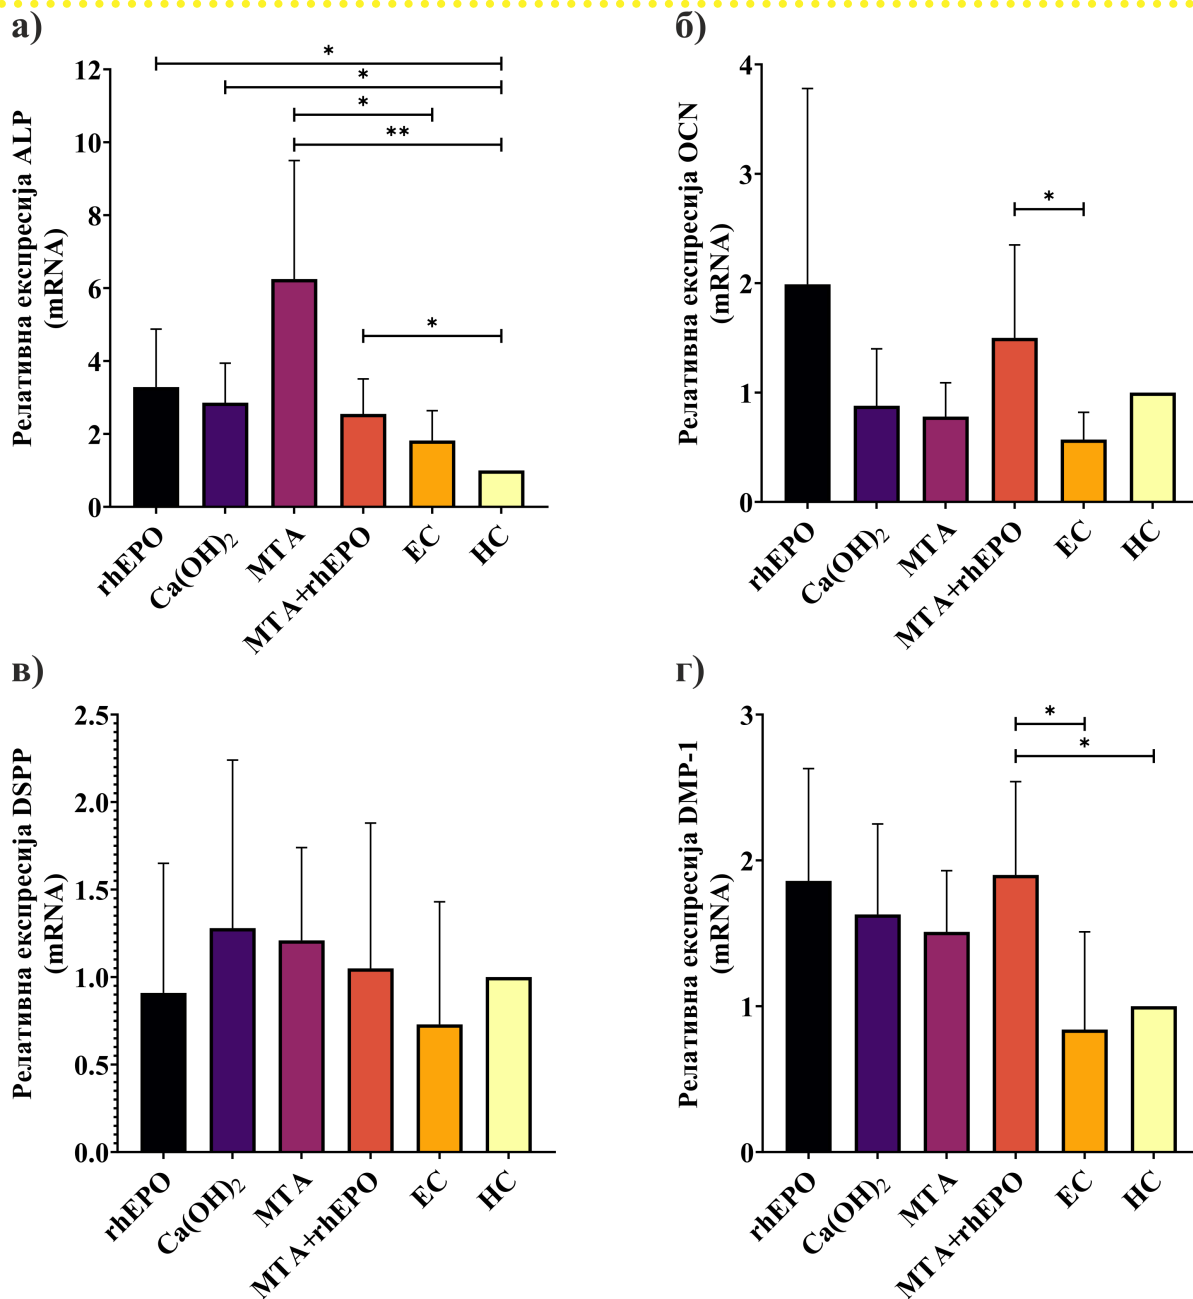 а)
Релативна експресија ALP
(mRNA)
12
10
8
6
4
2
0
*
*
*
**
*
rhEPO
Ca(OH)₂
MTA
MTA+rhEPO
EC
HC
б)
Релативна експресија OCN
(mRNA)
4
3
2
1
0
*
rhEPO
Ca(OH)₂
MTA
MTA+rhEPO
EC
HC
в)
Релативна експресија DSPP
(mRNA)
2.5
2.0
1.5
1.0
0.5
0.0
rhEPO
Ca(OH)₂
MTA
MTA+rhEPO
EC
HC
г)
Релативна експресија DMP-1
(mRNA)
3
2
1
0
*
*
rhEPO
Ca(OH)₂
MTA
MTA+rhEPO
EC
HC